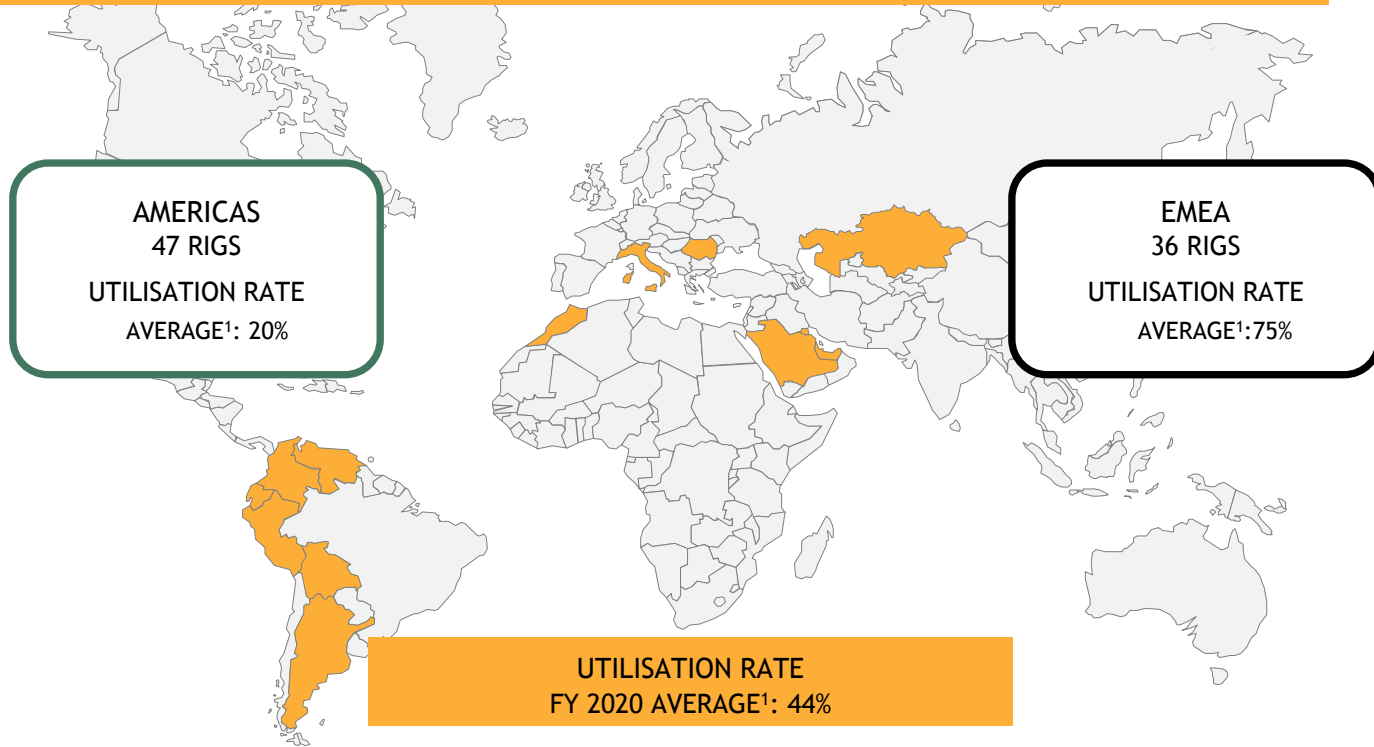 AMERICAS
47 RIGS
UTILISATION RATE
AVERAGE¹: 20%
EMEA
36 RIGS
UTILISATION RATE
AVERAGE¹:75%
UTILISATION RATE
FY 2020 AVERAGE¹: 44%